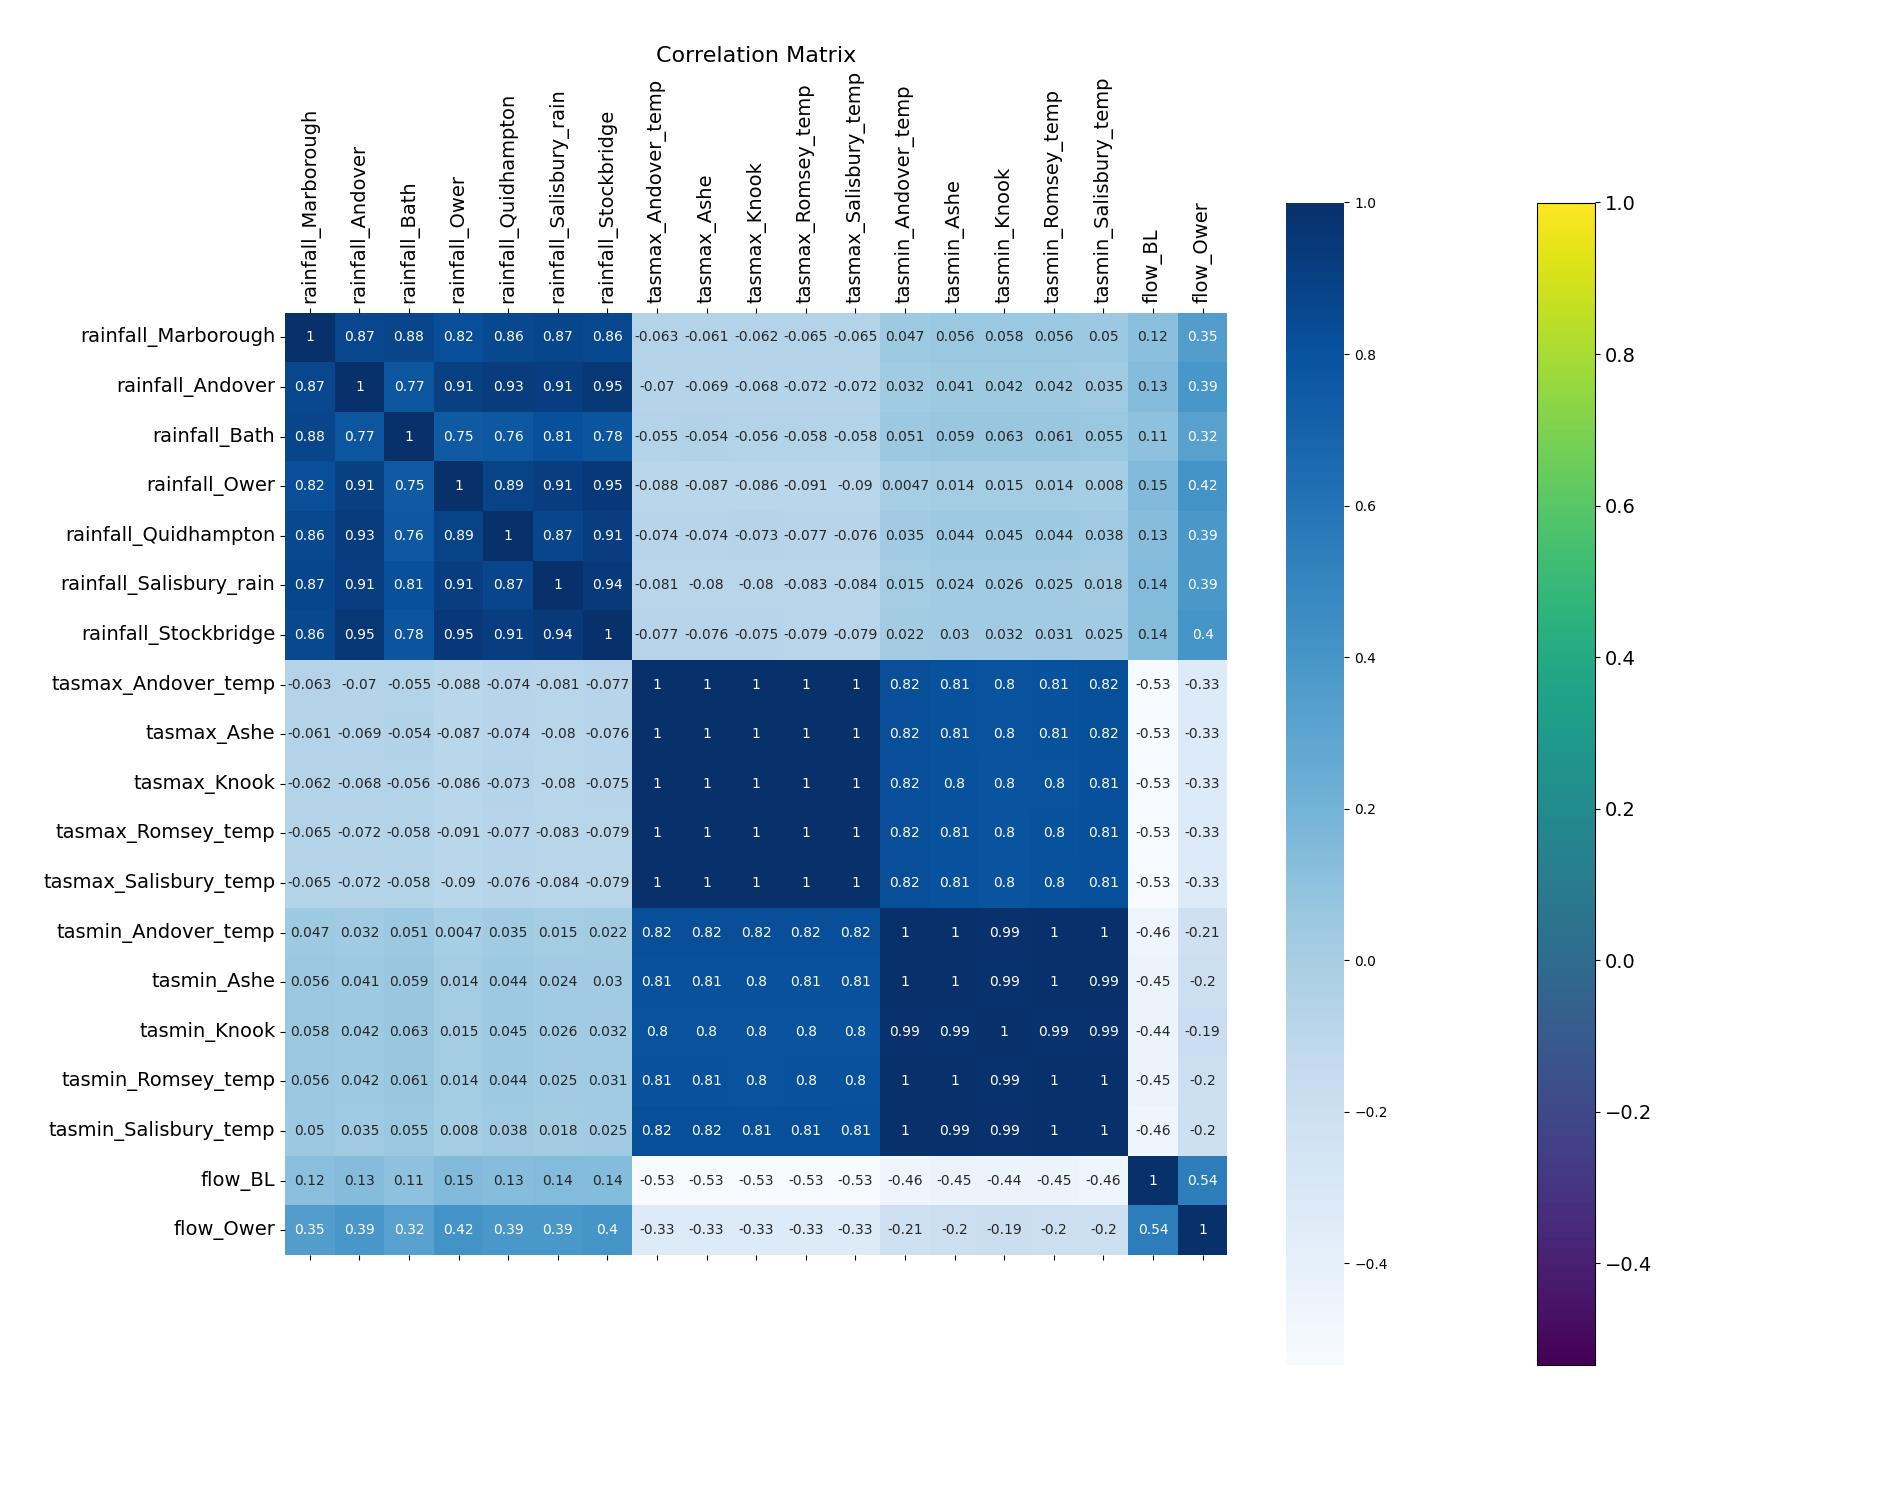 Correlation Matrix
rainfall_Marborough
rainfall_Andover
rainfall_Bath
rainfall_Ower
rainfall_Quidhampton
rainfall_Salisbury_rain
rainfall_Stockbridge
tasmax_Andover_temp
tasmax_Ashe
tasmax_Knook
tasmax_Romsey_temp
tasmax_Salisbury_temp
tasmin_Andover_temp
tasmin_Ashe
tasmin_Knook
tasmin_Romsey_temp
tasmin_Salisbury_temp
flow_BL
flow_Ower
rainfall_Marborough 1 0.87 0.88 0.82 0.86 0.87 0.86 -0.063 -0.061 -0.062 -0.065 -0.065 0.047 0.056 0.058 0.056 0.05 0.12 0.35
rainfall_Andover 0.87 1 0.77 0.91 0.93 0.91 0.95 -0.07 -0.069 -0.068 -0.072 -0.072 0.032 0.041 0.042 0.042 0.035 0.13 0.39
rainfall_Bath 0.88 0.77 1 0.75 0.76 0.81 0.78 -0.055 -0.054 -0.056 -0.058 -0.058 0.051 0.059 0.063 0.061 0.055 0.11 0.32
rainfall_Ower 0.82 0.91 0.75 1 0.89 0.91 0.95 -0.088 -0.087 -0.086 -0.091 -0.09 0.0047 0.014 0.015 0.014 0.008 0.15 0.42
rainfall_Quidhampton 0.86 0.93 0.76 0.89 1 0.87 0.91 -0.074 -0.074 -0.073 -0.077 -0.076 0.035 0.044 0.045 0.044 0.038 0.13 0.39
rainfall_Salisbury_rain 0.87 0.91 0.81 0.91 0.87 1 0.94 -0.081 -0.08 -0.08 -0.083 -0.084 0.015 0.024 0.026 0.025 0.018 0.14 0.39
rainfall_Stockbridge 0.86 0.95 0.78 0.95 0.91 0.94 1 -0.077 -0.076 -0.075 -0.079 -0.079 0.022 0.03 0.032 0.031 0.025 0.14 0.4
tasmax_Andover_temp -0.063 -0.07 -0.055 -0.088 -0.074 -0.081 -0.077 1 1 1 1 1 0.82 0.81 0.8 0.81 0.82 -0.53 -0.33
tasmax_Ashe -0.061 -0.069 -0.054 -0.087 -0.074 -0.08 -0.076 1 1 1 1 1 0.82 0.81 0.8 0.81 0.82 -0.53 -0.33
tasmax_Knook -0.062 -0.068 -0.056 -0.086 -0.073 -0.08 -0.075 1 1 1 1 1 0.82 0.8 0.8 0.8 0.81 -0.53 -0.33
tasmax_Romsey_temp -0.065 -0.072 -0.058 -0.091 -0.077 -0.083 -0.079 1 1 1 1 1 0.82 0.81 0.8 0.8 0.81 -0.53 -0.33
tasmax_Salisbury_temp -0.065 -0.072 -0.058 -0.09 -0.076 -0.084 -0.079 1 1 1 1 1 0.82 0.81 0.8 0.8 0.81 -0.53 -0.33
tasmin_Andover_temp 0.047 0.032 0.051 0.0047 0.035 0.015 0.022 0.82 0.82 0.82 0.82 0.82 1 1 0.99 1 1 -0.46 -0.21
tasmin_Ashe 0.056 0.041 0.059 0.014 0.044 0.024 0.03 0.81 0.81 0.8 0.81 0.81 1 1 0.99 1 0.99 -0.45 -0.2
tasmin_Knook 0.058 0.042 0.063 0.015 0.045 0.026 0.032 0.8 0.8 0.8 0.8 0.8 0.99 0.99 1 0.99 0.99 -0.44 -0.19
tasmin_Romsey_temp 0.056 0.042 0.061 0.014 0.044 0.025 0.031 0.81 0.81 0.8 0.8 0.8 1 1 0.99 1 1 -0.45 -0.2
tasmin_Salisbury_temp 0.05 0.035 0.055 0.008 0.038 0.018 0.025 0.82 0.82 0.81 0.81 0.81 1 0.99 0.99 1 1 -0.46 -0.2
flow_BL 0.12 0.13 0.11 0.15 0.13 0.14 0.14 -0.53 -0.53 -0.53 -0.53 -0.53 -0.46 -0.45 -0.44 -0.45 -0.46 1 0.54
flow_Ower 0.35 0.39 0.32 0.42 0.39 0.39 0.4 -0.33 -0.33 -0.33 -0.33 -0.33 -0.21 -0.2 -0.19 -0.2 -0.2 0.54 1
1.0
0.8
0.6
0.4
0.2
0.0
−0.2
−0.4
1.0
0.8
0.6
0.4
0.2
0.0
−0.2
−0.4